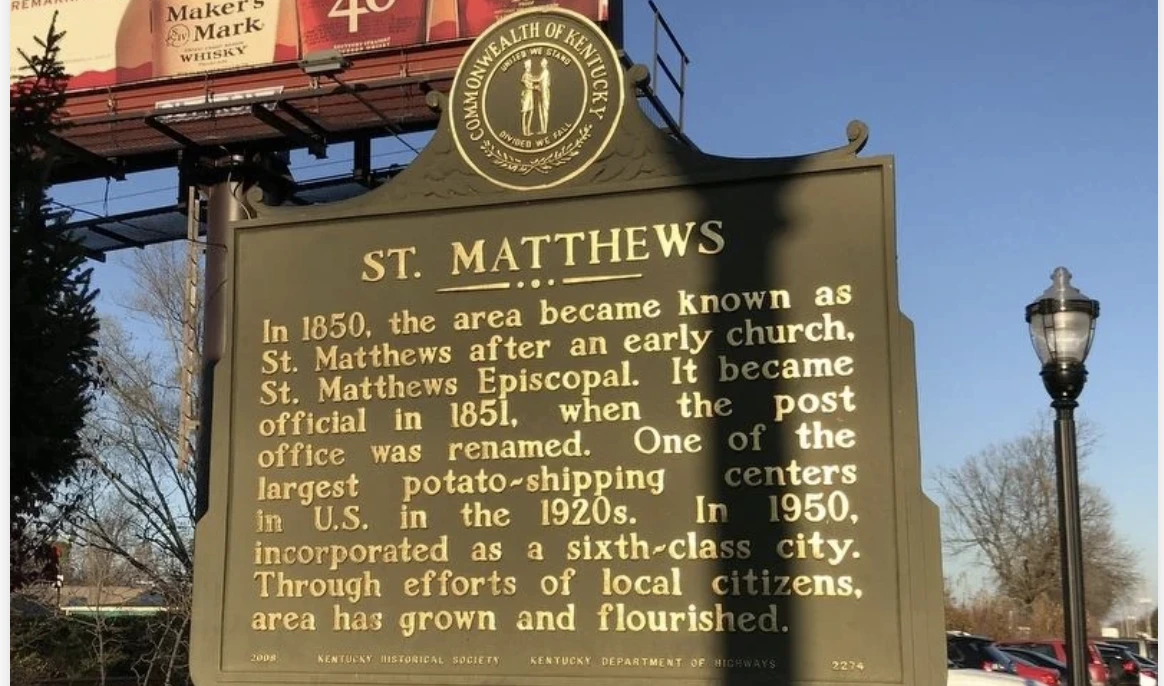 Maker's
Mark
WHISKY
46
COMMONWEALTH OF KENTUCKY
UNITED WE STAND
DIVIDED WE FALL
ST. MATTHEWS
In 1850, the area became known as
St. Matthews after an early church,
St. Matthews Episcopal. It became
official in 1851, when the post
office was renamed. One of the
largest potato-shipping centers
in U.S. in the 1920s. In 1950,
incorporated as a sixth-class city.
Through efforts of local citizens,
area has grown and flourished.
2008 KENTUCKY HISTORICAL SOCIETY KENTUCKY DEPARTMENT OF HIGHWAYS 2274